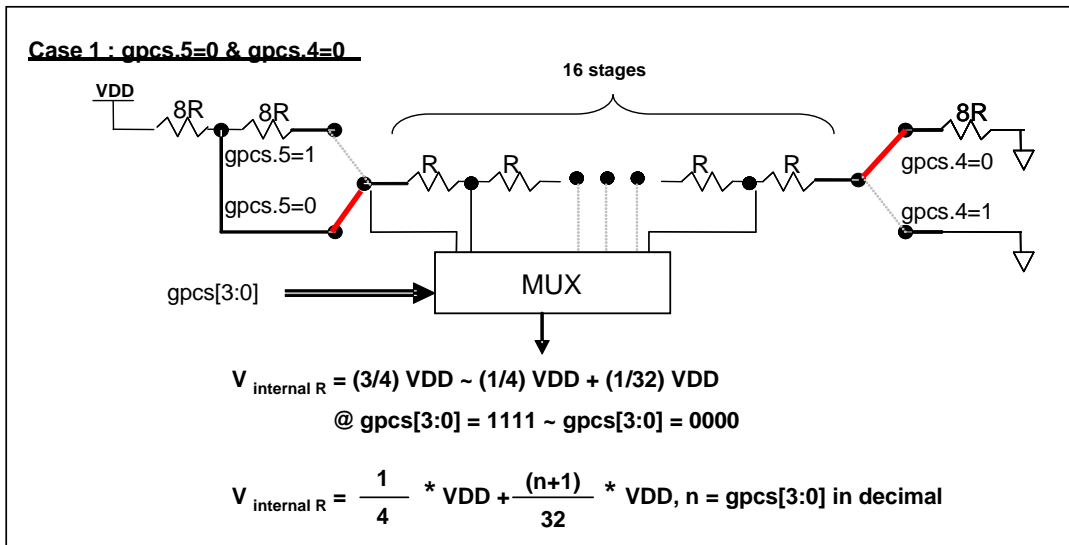 Case 1 : gpcs.5=0 & gpcs.4=0
16 stages
VDD
8R 8R 8R
gpcs.5=1
R R R R
gpcs.4=0
gpcs.5=0
gpcs.4=1
MUX
gpcs[3:0]
V internal R = (3/4) VDD ~ (1/4) VDD + (1/32) VDD
@ gpcs[3:0] = 1111 ~ gpcs[3:0] = 0000
V internal R = 1/4 * VDD + (n+1)/32 * VDD, n = gpcs[3:0] in decimal